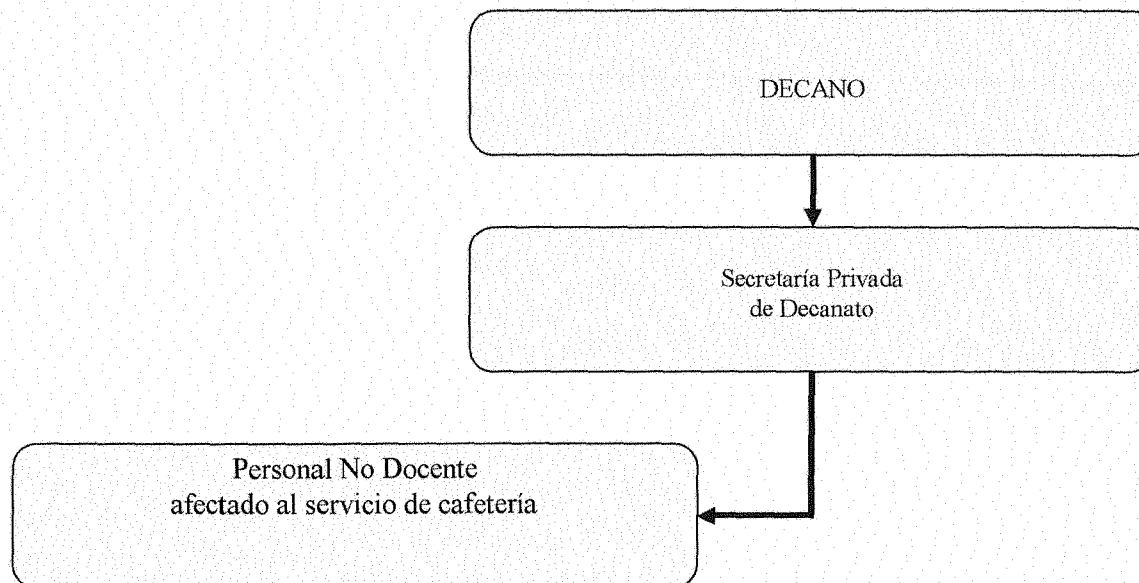 DECANO
Secretaría Privada
de Decanato
Personal No Docente
afectado al servicio de cafetería